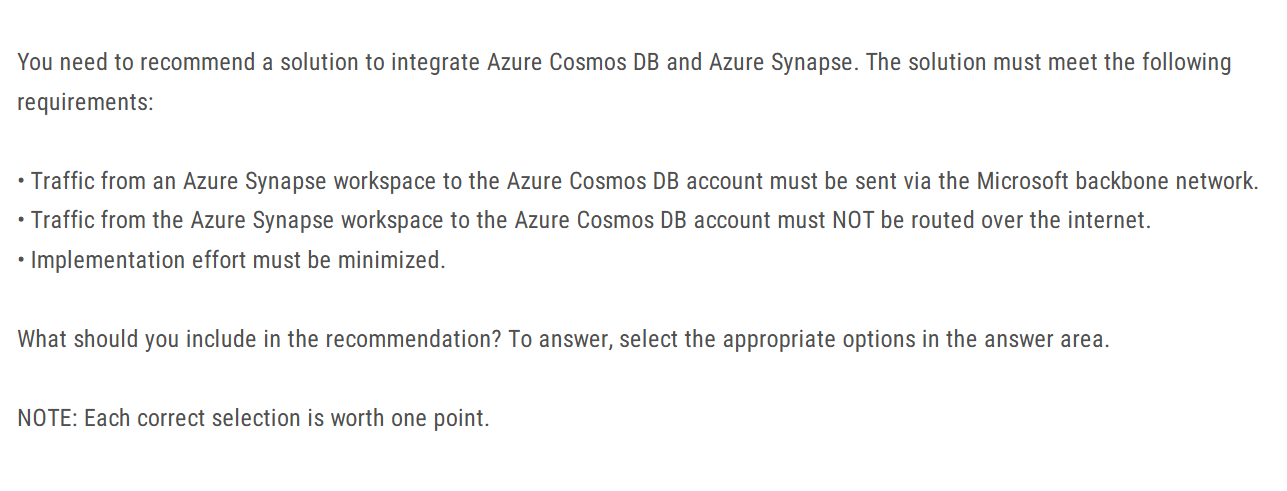 You need to recommend a solution to integrate Azure Cosmos DB and Azure Synapse. The solution must meet the following
requirements:
• Traffic from an Azure Synapse workspace to the Azure Cosmos DB account must be sent via the Microsoft backbone network.
• Traffic from the Azure Synapse workspace to the Azure Cosmos DB account must NOT be routed over the internet.
• Implementation effort must be minimized.
What should you include in the recommendation? To answer, select the appropriate options in the answer area.
NOTE: Each correct selection is worth one point.